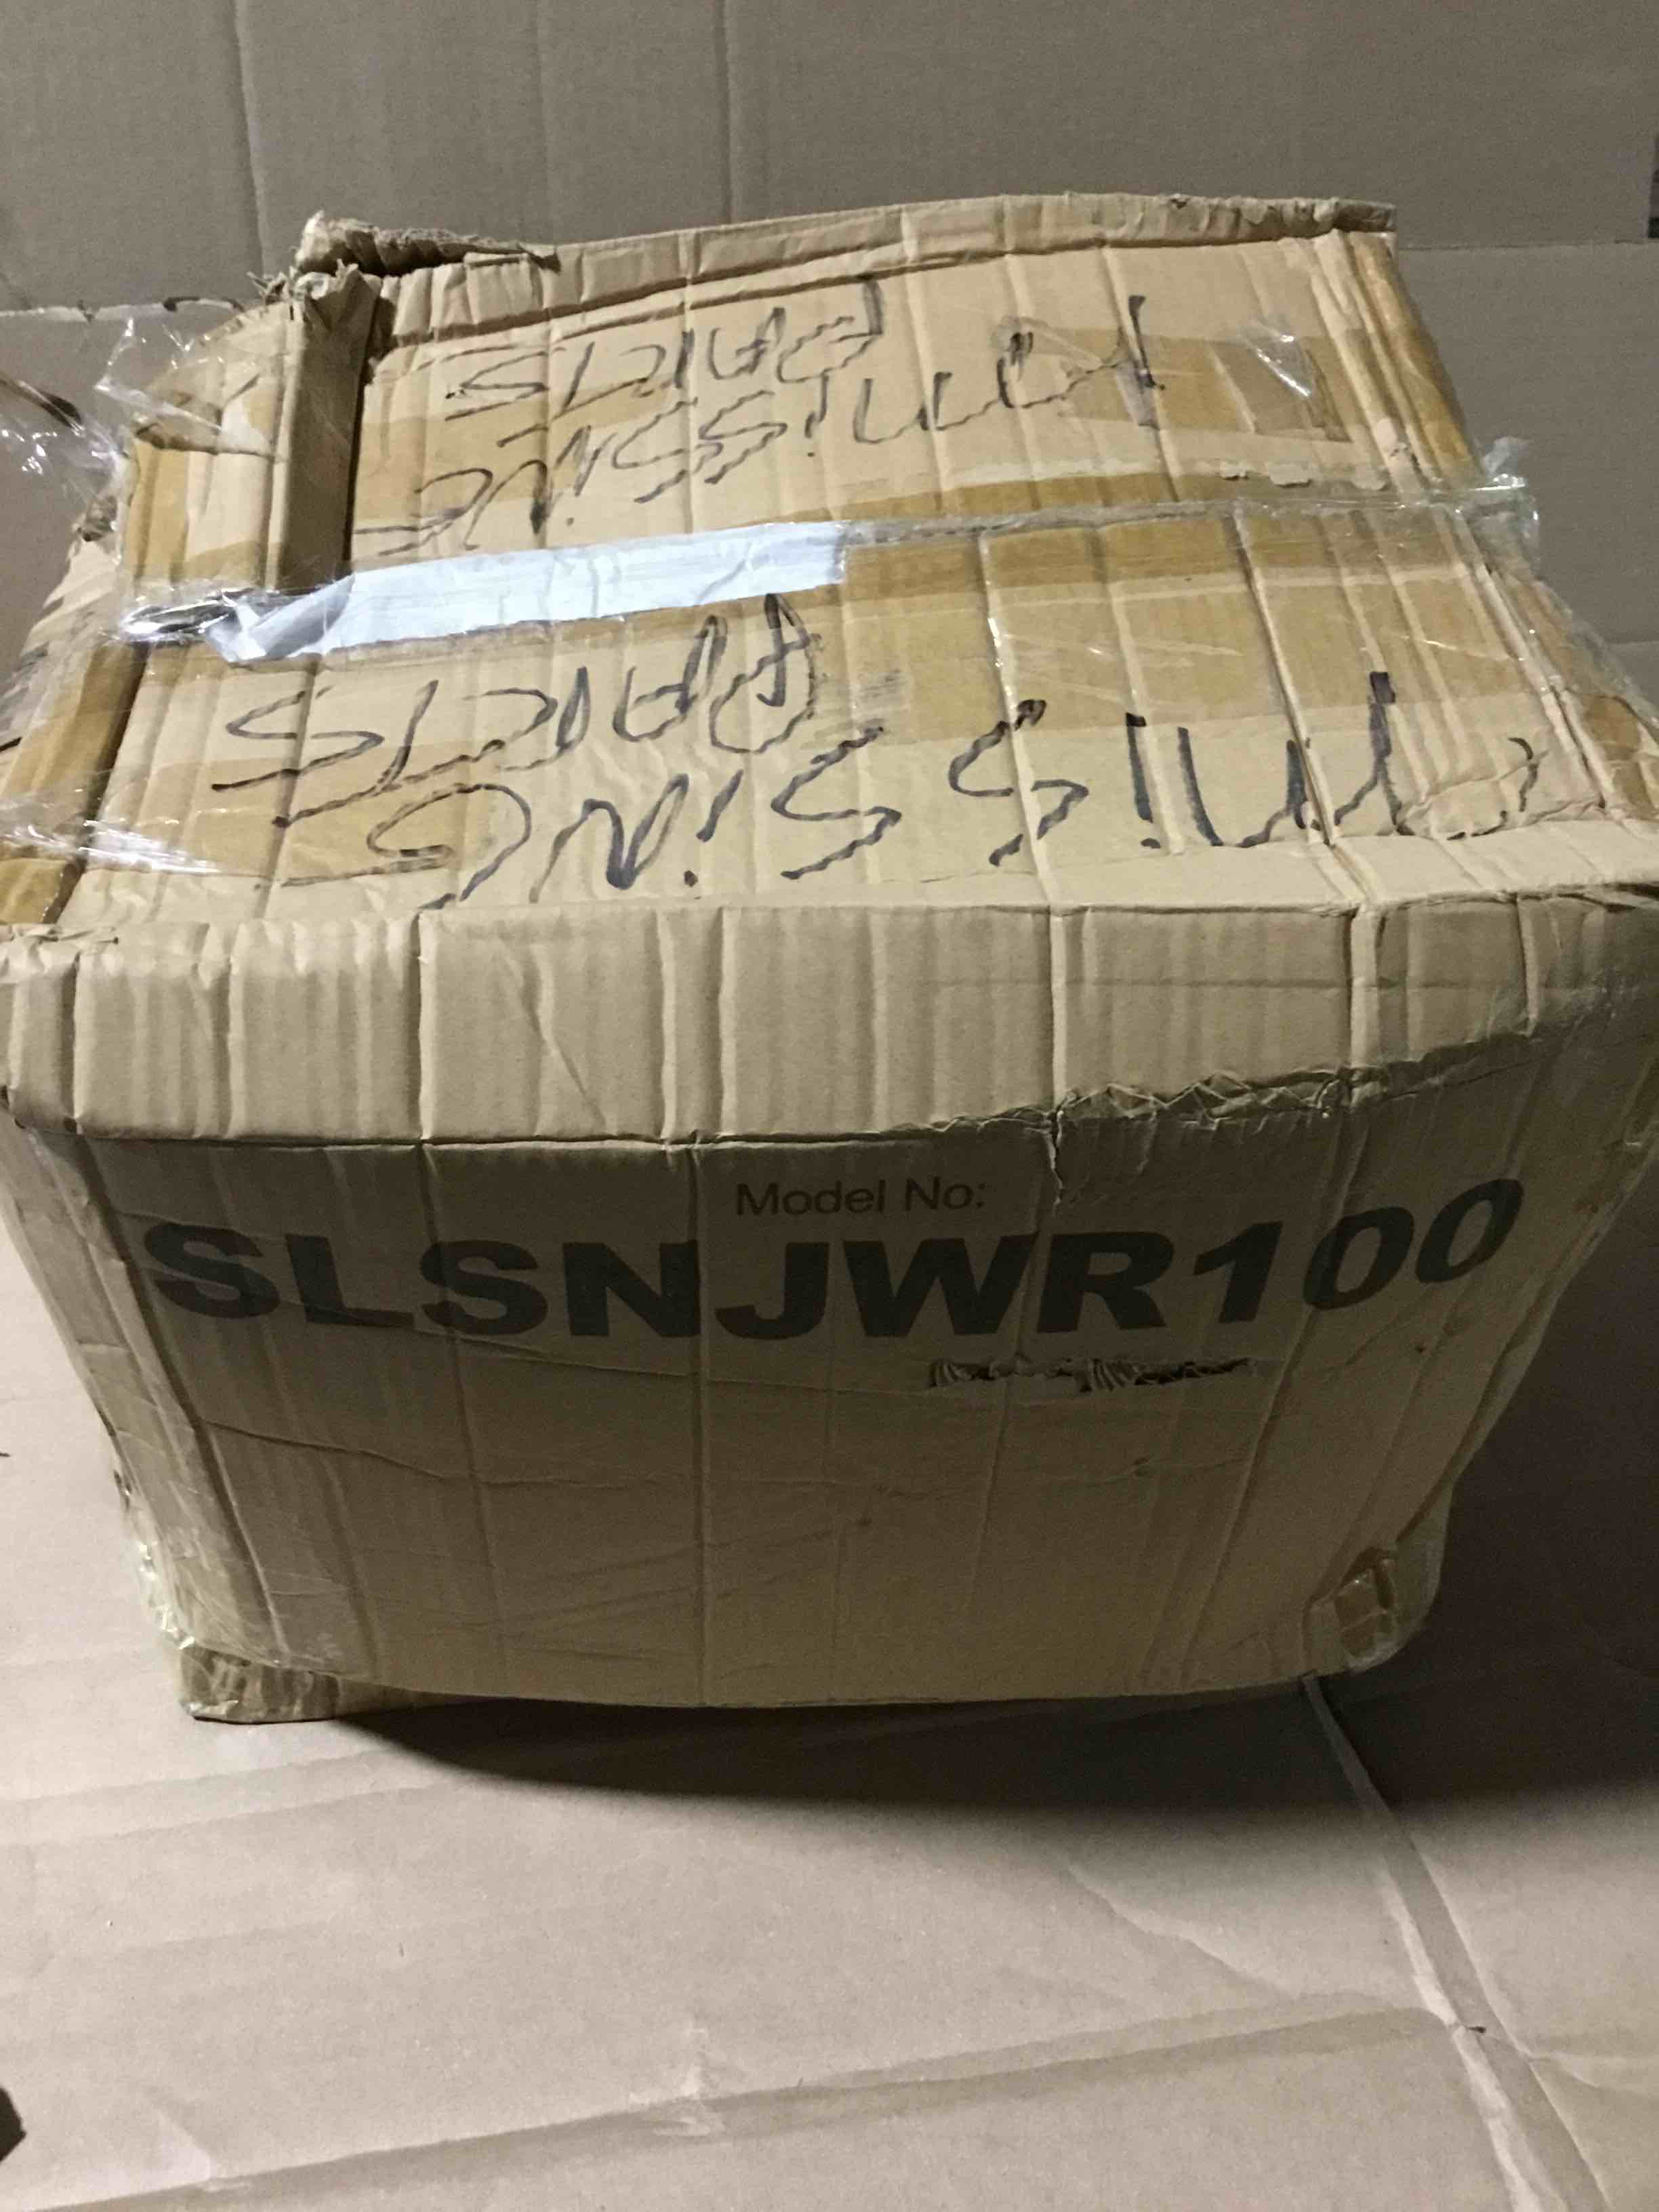 MISSING
PARTS
MISSING
PARTS
Model No:
SLSNJWR100